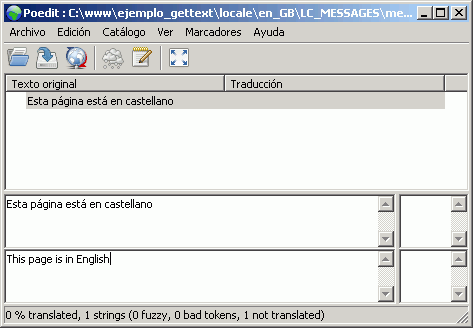 Poedit : C:\www\ejemplo_gettext\locale\en_GB\LC_MESSAGES\me...
Archivo Edición Catálogo Ver Marcadores Ayuda
Texto original Traducción
Esta página está en castellano
Esta página está en castellano
This page is in English
0 % translated, 1 strings (0 fuzzy, 0 bad tokens, 1 not translated)